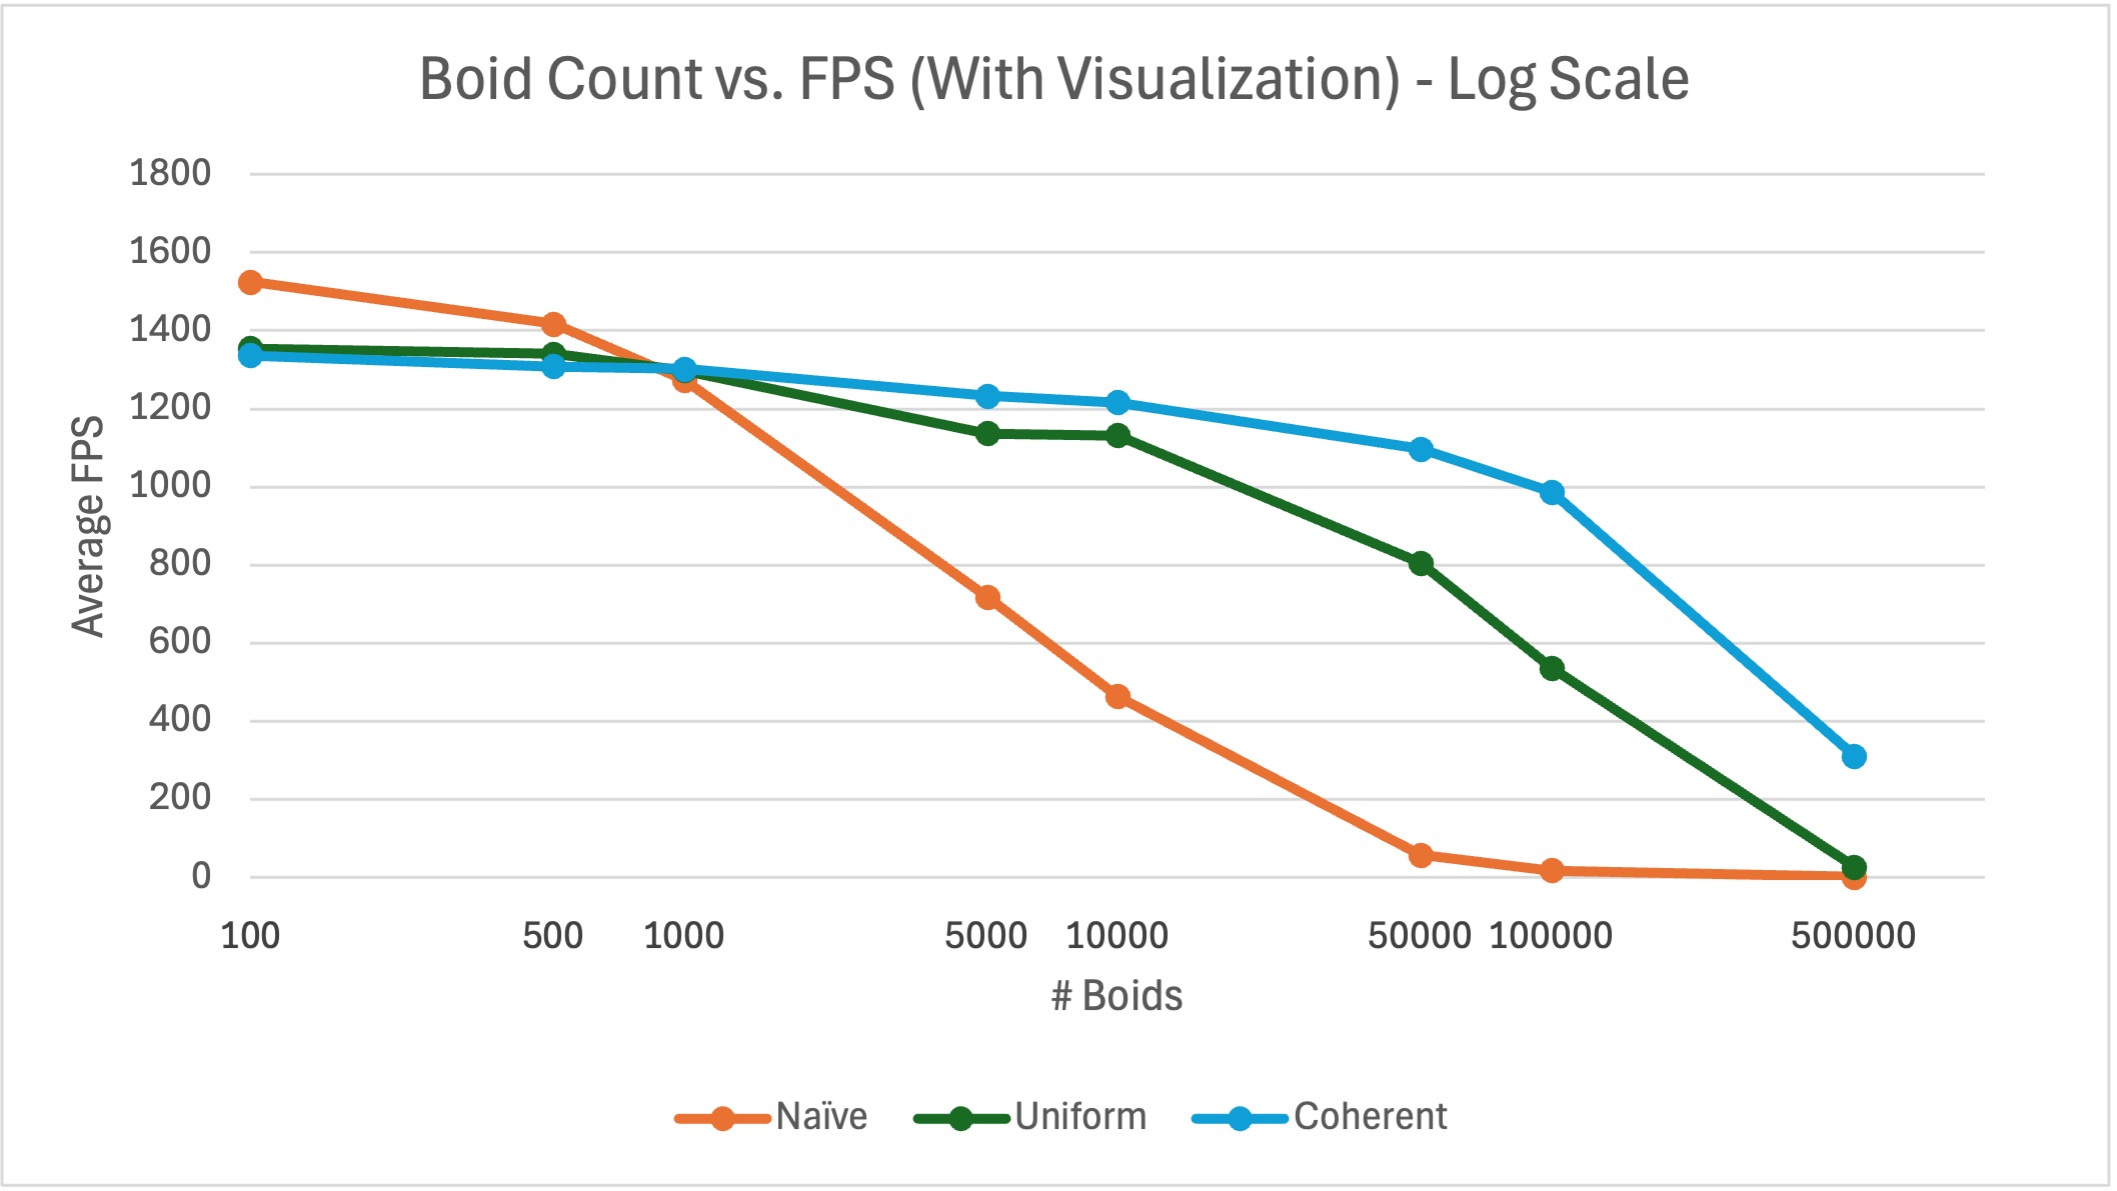 Boid Count vs. FPS (With Visualization) - Log Scale
1800
1600
1400
1200
1000
800
600
400
200
0
Average FPS
100 500 1000 5000 10000 50000 100000 500000
# Boids
Naïve Uniform Coherent